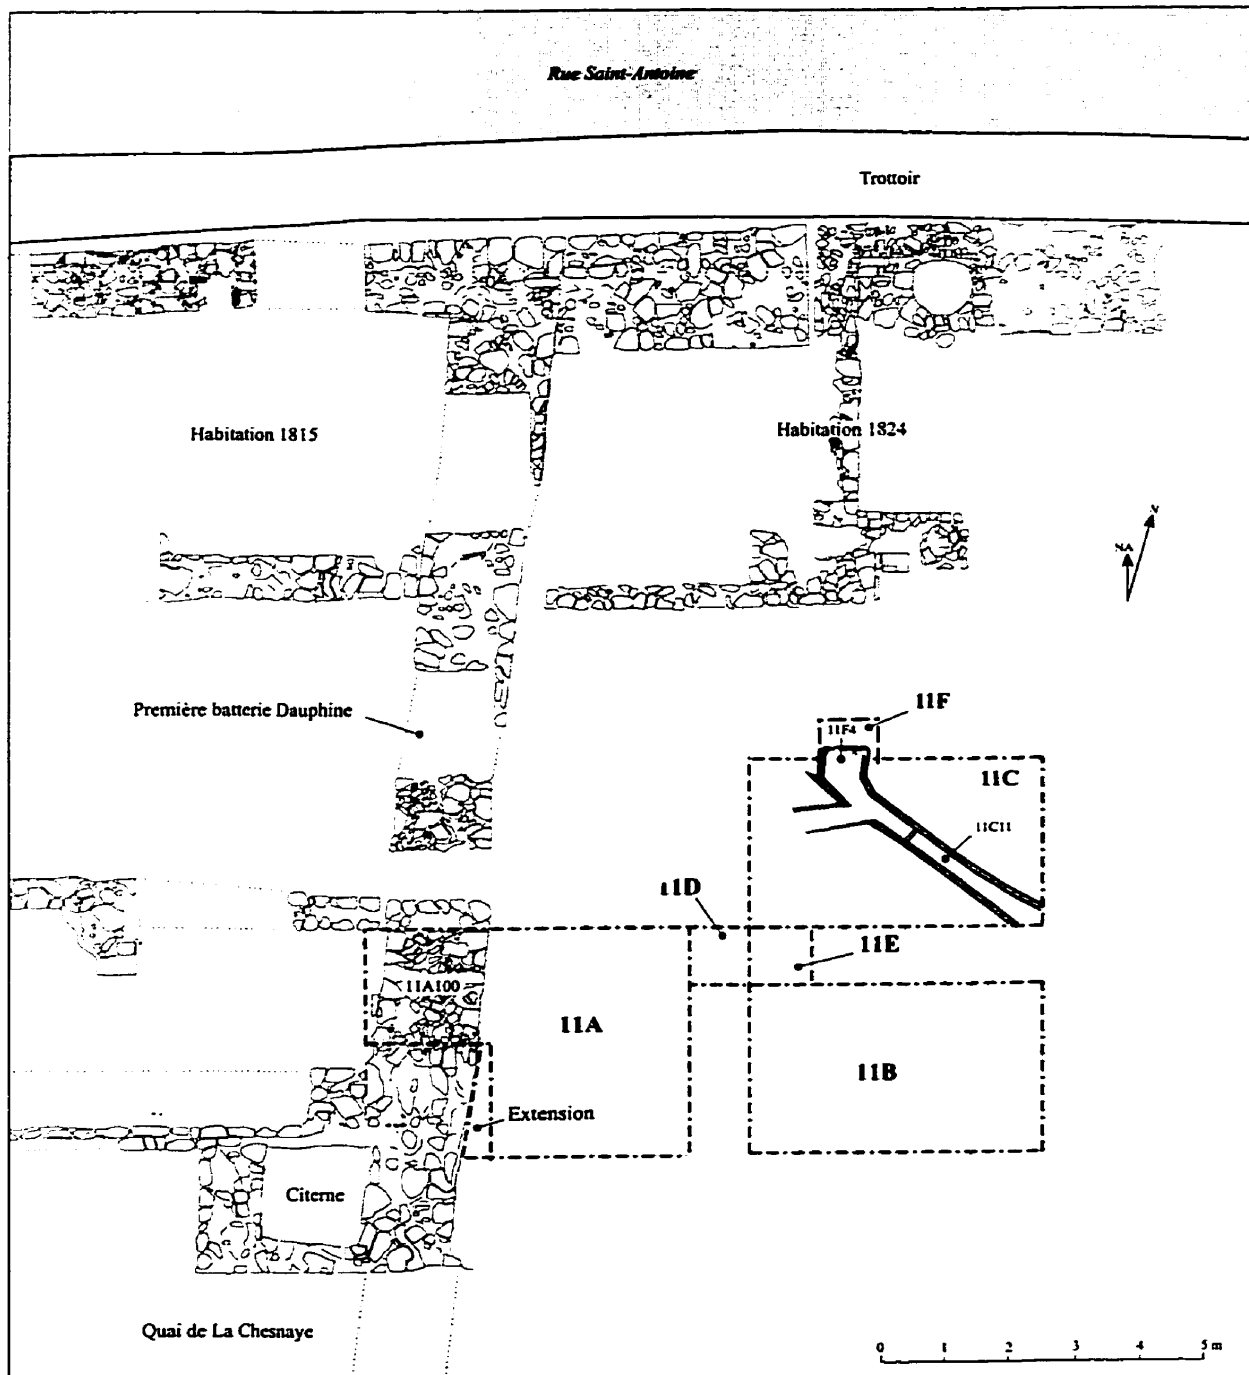 Rue Saint-Antoine
Trottoir
Habitation 1815
Habitation 1824
N
NA
Première batterie Dauphine
11F
11F4
11C
11C11
11D
11E
11A100
11A
11B
Extension
Citerne
Quai de La Chesnaye
0 1 2 3 4 5 m